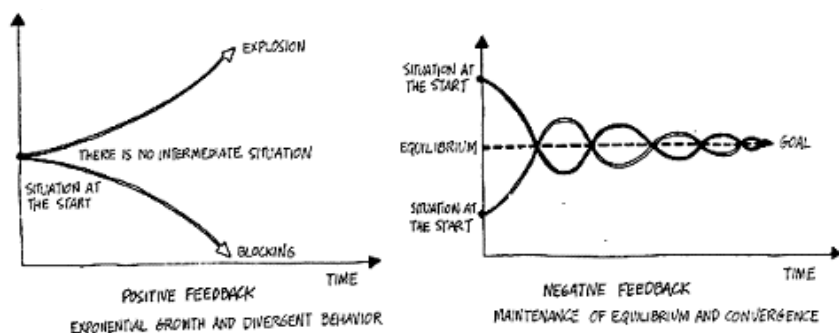 EXPLOSION
THERE IS NO INTERMEDIATE SITUATION
SITUATION AT
THE START
BLOCKING
TIME
POSITIVE FEEDBACK
EXPONENTIAL GROWTH AND DIVERGENT BEHAVIOR
SITUATION AT
THE START
EQUILIBRIUM
GOAL
SITUATION AT
THE START
TIME
NEGATIVE FEEDBACK
MAINTENANCE OF EQUILIBRIUM AND CONVERGENCE